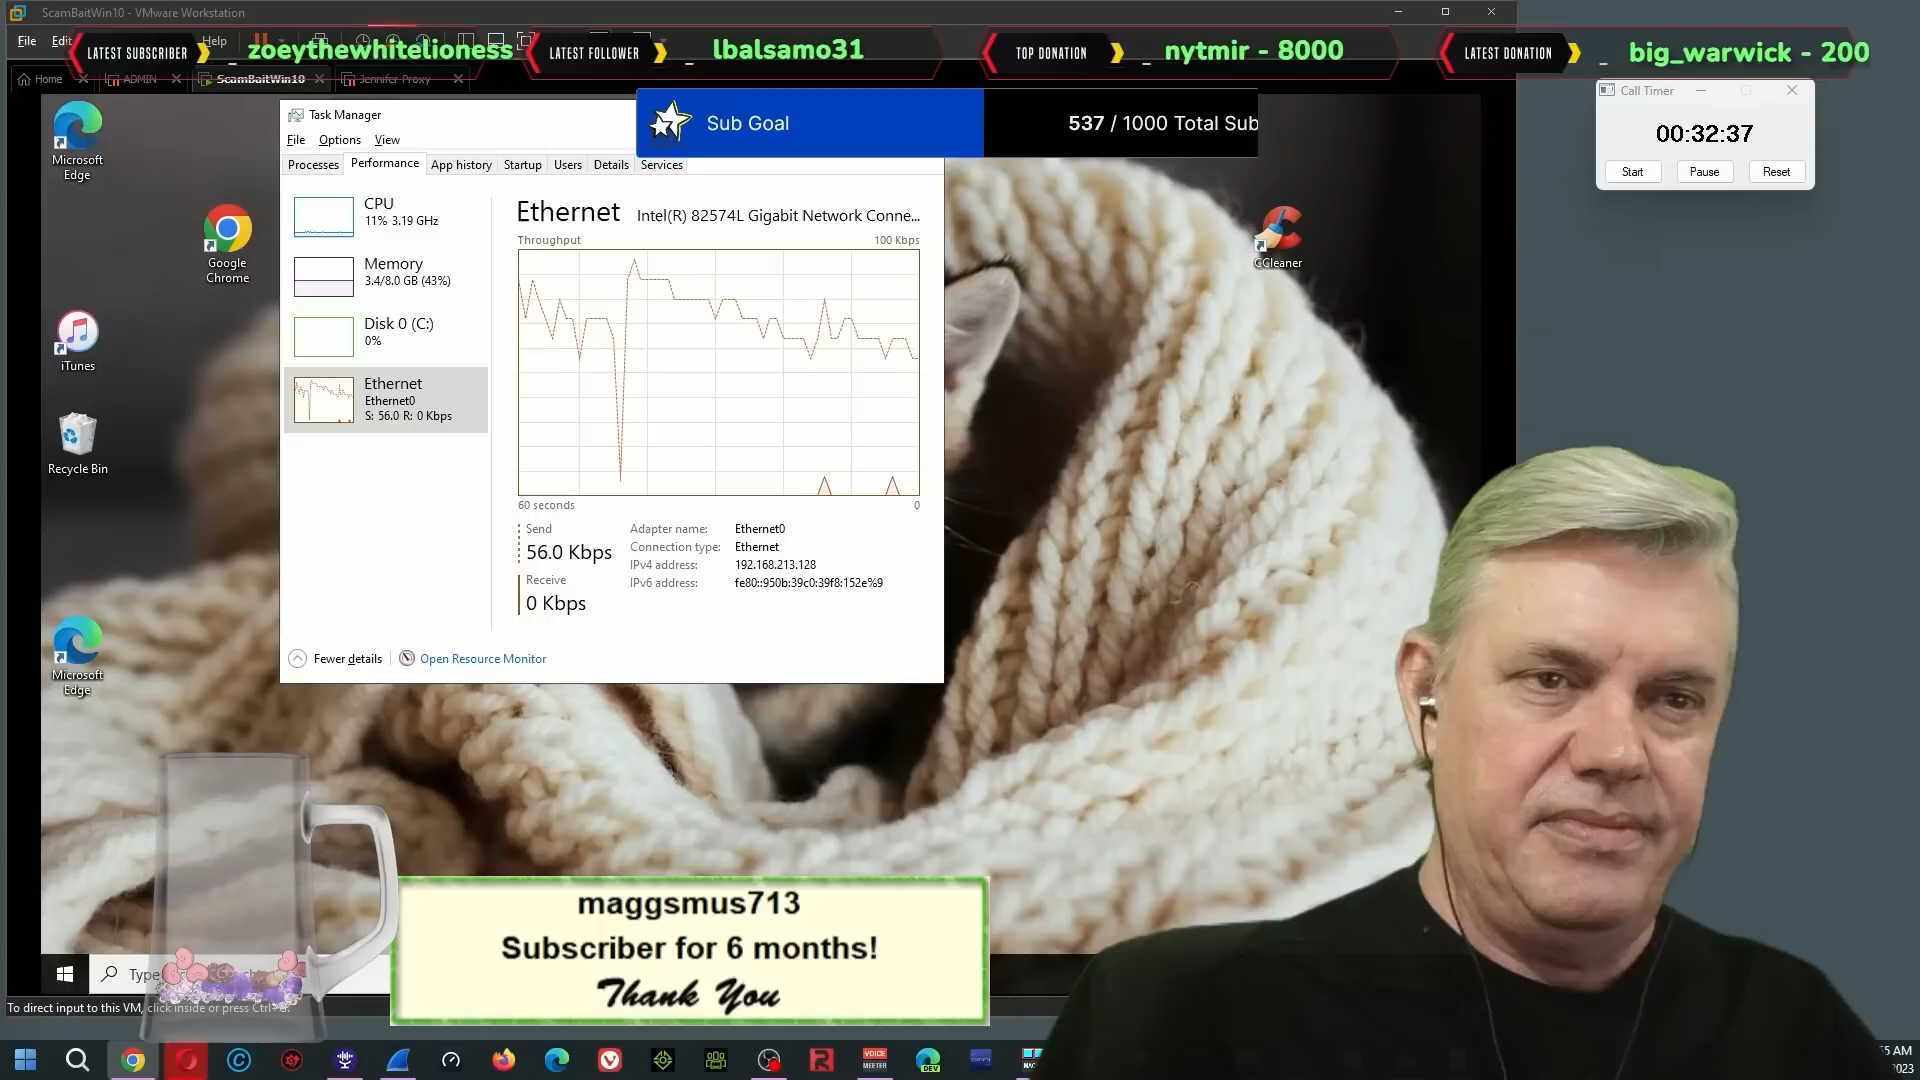 ScamBaitWin10 - VMware Workstation
File Edit Help
LATEST SUBSCRIBER
_ zoeythewhitelioness
LATEST FOLLOWER
_ lbalsamo31
TOP DONATION
_ nytmir - 8000
LATEST DONATION
_ big_warwick - 200
Home ADMIN ScamBaitWin10 Jennifer Proxy
Call Timer
00:32:37
Start Pause Reset
Sub Goal
537 / 1000 Total Sub
Microsoft
Edge
Google
Chrome
iTunes
Recycle Bin
Microsoft
Edge
CCleaner
Task Manager
File Options View
Processes Performance App history Startup Users Details Services
CPU
11% 3.19 GHz
Memory
3.4/8.0 GB (43%)
Disk 0 (C:)
0%
Ethernet
Ethernet0
S: 56.0 R: 0 Kbps
Ethernet Intel(R) 82574L Gigabit Network Conne...
Throughput 100 Kbps
60 seconds 0
Send
56.0 Kbps
Receive
0 Kbps
Adapter name: Ethernet0
Connection type: Ethernet
IPv4 address: 192.168.213.128
IPv6 address: fe80::950b:39c0:39f8:152e%9
Fewer details Open Resource Monitor
maggsmus713
Subscriber for 6 months!
Thank You
Type
To direct input to this VM, click inside or press Ctrl+G.
VOICE
MEETER
DEV
5 AM
023